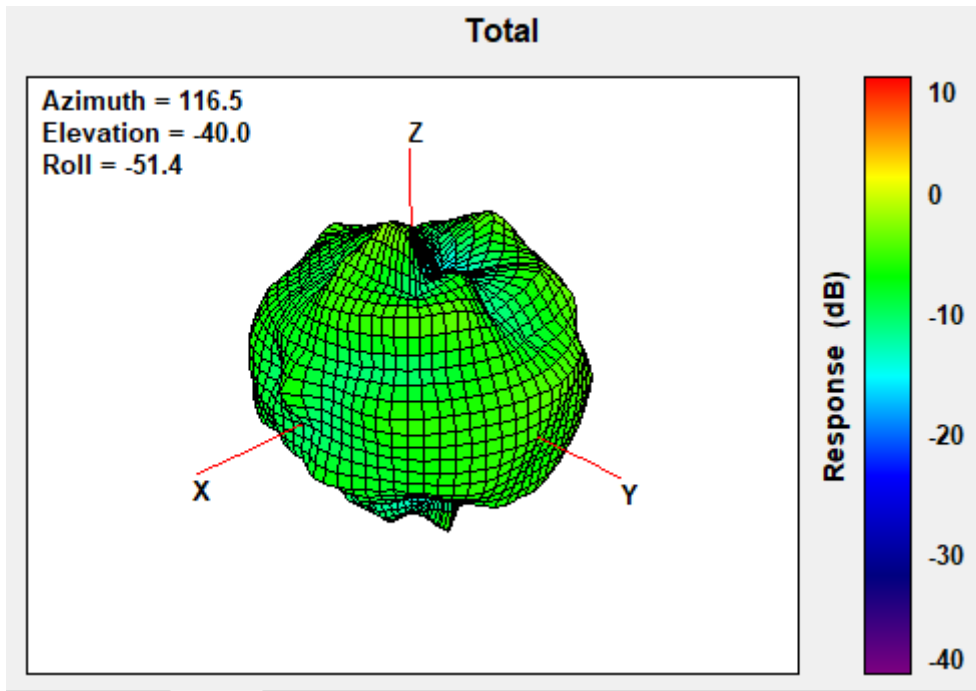 Total
Azimuth = 116.5
Elevation = -40.0
Roll = -51.4
Z
X
Y
Response (dB)
10
0
-10
-20
-30
-40